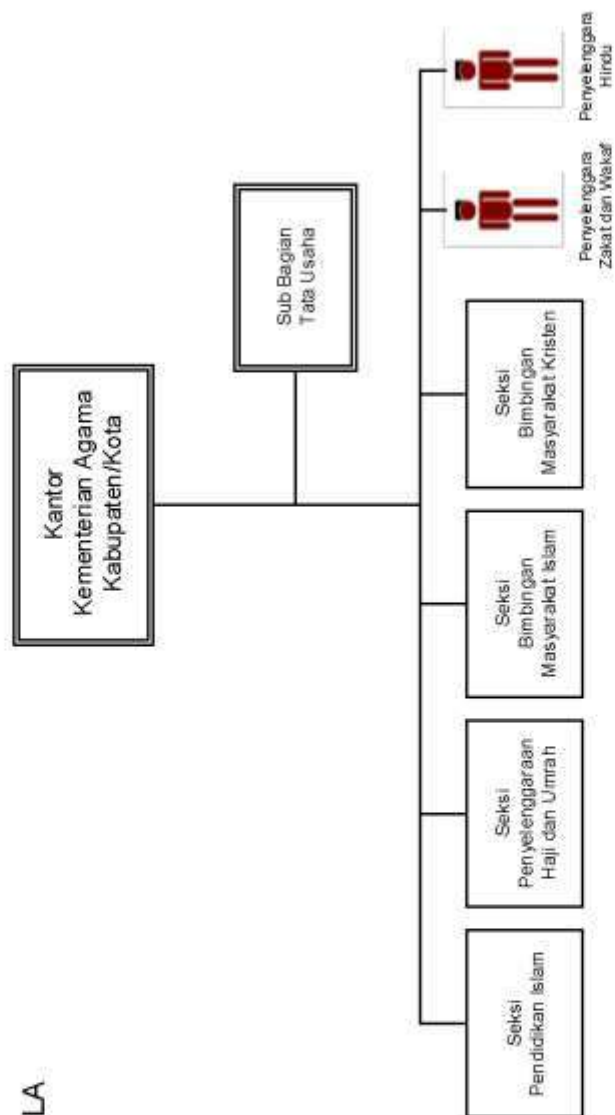 LA
Kantor
Kementerian Agama
Kabupaten/Kota
Sub Bagian
Tata Usaha
Seksi
Pendidikan Islam
Seksi
Penyelenggaraan
Haji dan Umrah
Seksi
Bimbingan
Masyarakat Islam
Seksi
Bimbingan
Masyarakat Kristen
Penyelenggara
Zakat dan Wakaf
Penyelenggara
Hindu